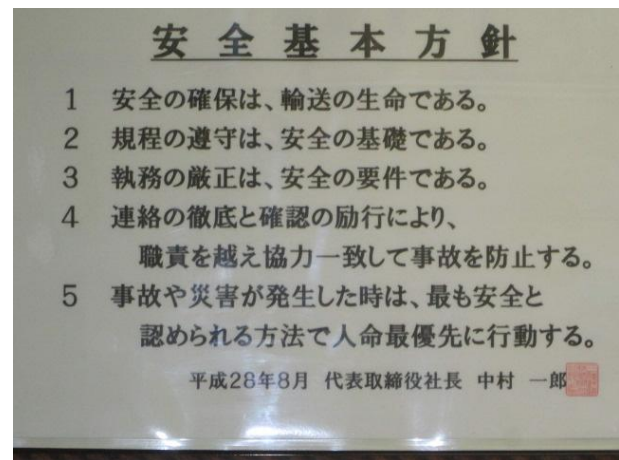 安全基本方針
1 安全の確保は、輸送の生命である。
2 規程の遵守は、安全の基礎である。
3 執務の厳正は、安全の要件である。
4 連絡の徹底と確認の励行により、
職責を越え協力一致して事故を防止する。
5 事故や災害が発生した時は、最も安全と
認められる方法で人命最優先に行動する。
平成28年8月 代表取締役社長 中村 一郎